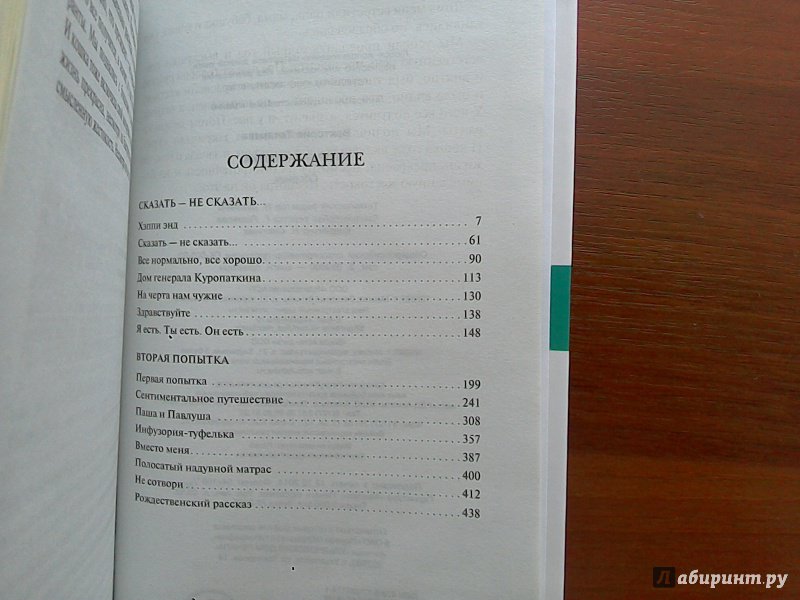 СОДЕРЖАНИЕ
СКАЗАТЬ — НЕ СКАЗАТЬ...
Хэппи энд 7
Сказать — не сказать... 61
Все нормально, все хорошо. 90
Дом генерала Куропаткина 113
На черта нам чужие 130
Здравствуйте 138
Я есть. Ты есть. Он есть 148
ВТОРАЯ ПОПЫТКА
Первая попытка 199
Сентиментальное путешествие 241
Паша и Павлуша 308
Инфузория-туфелька 357
Вместо меня 387
Полосатый надувной матрас 400
Не сотвори 412
Рождественский рассказ 438
Лабиринт.ру